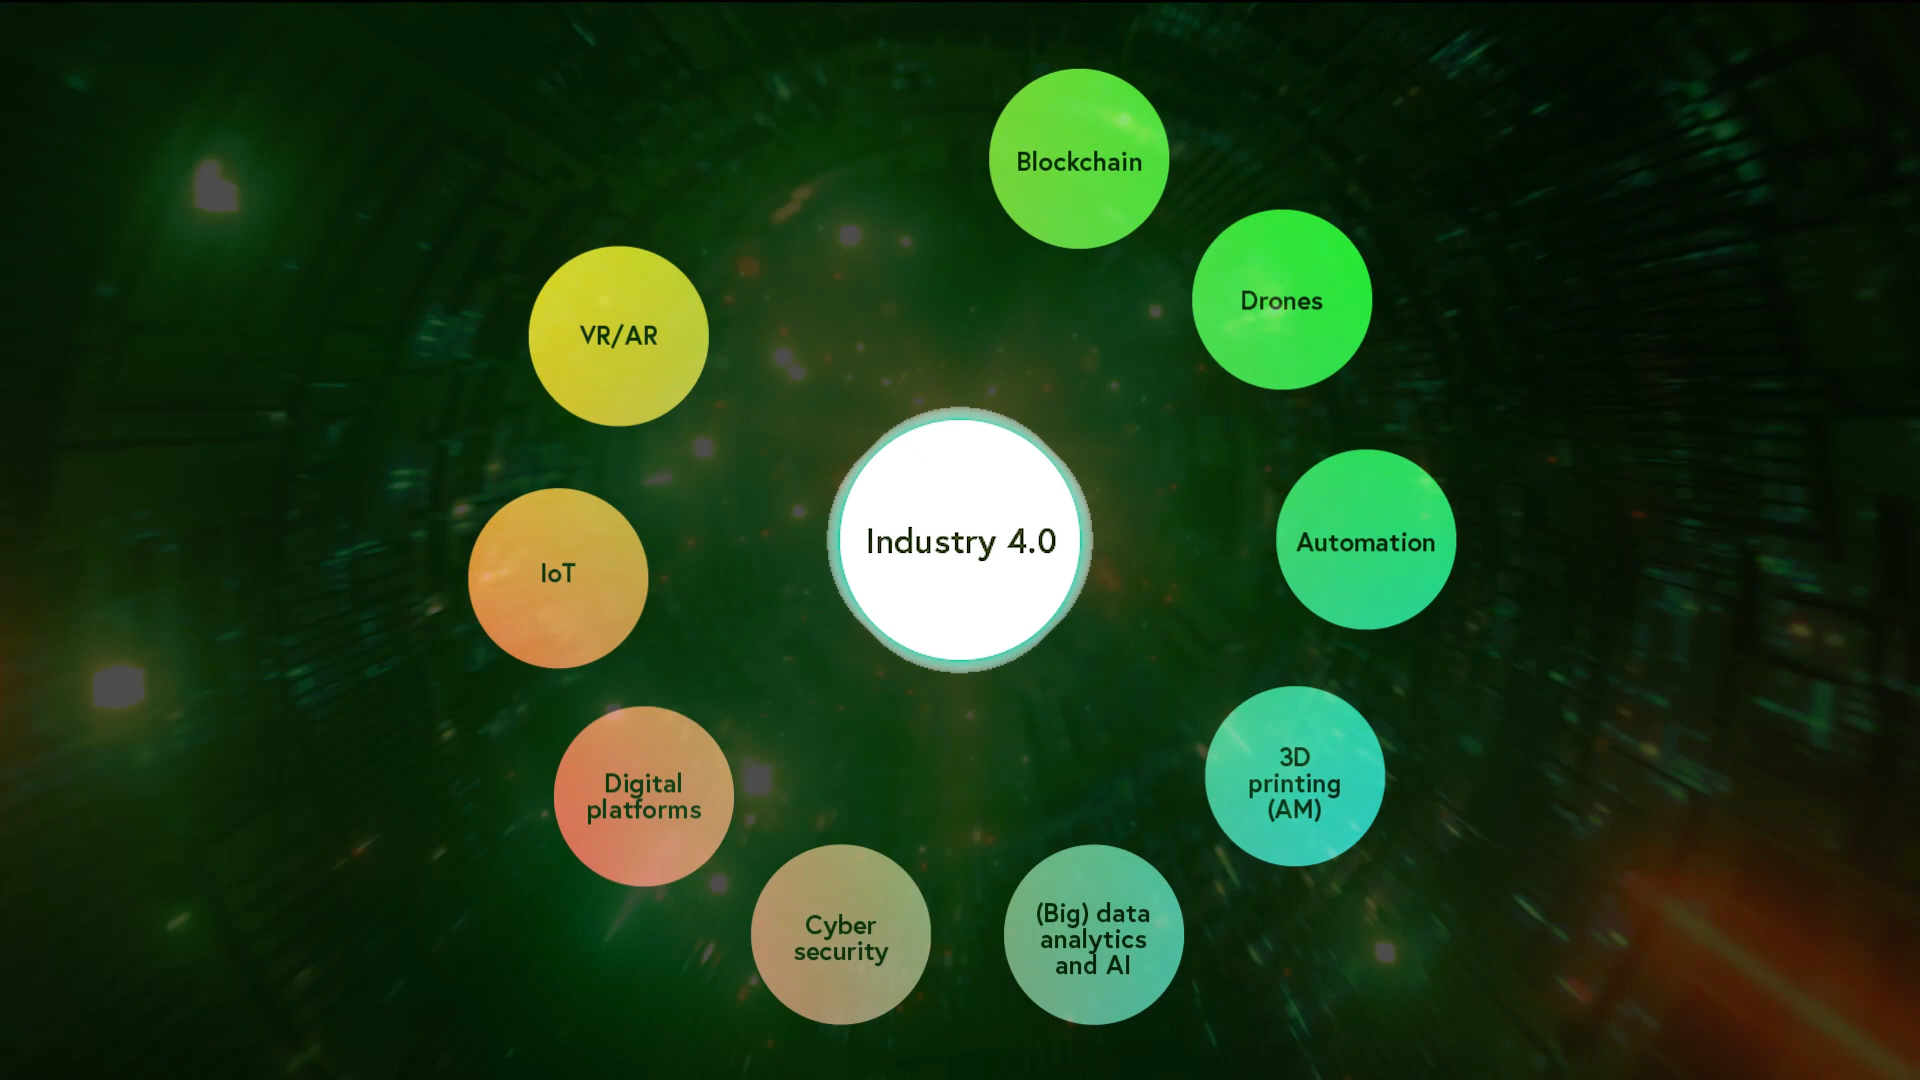 Blockchain
Drones
VR/AR
Industry 4.0
Automation
IoT
3D
printing
(AM)
Digital
platforms
(Big) data
analytics
and AI
Cyber
security